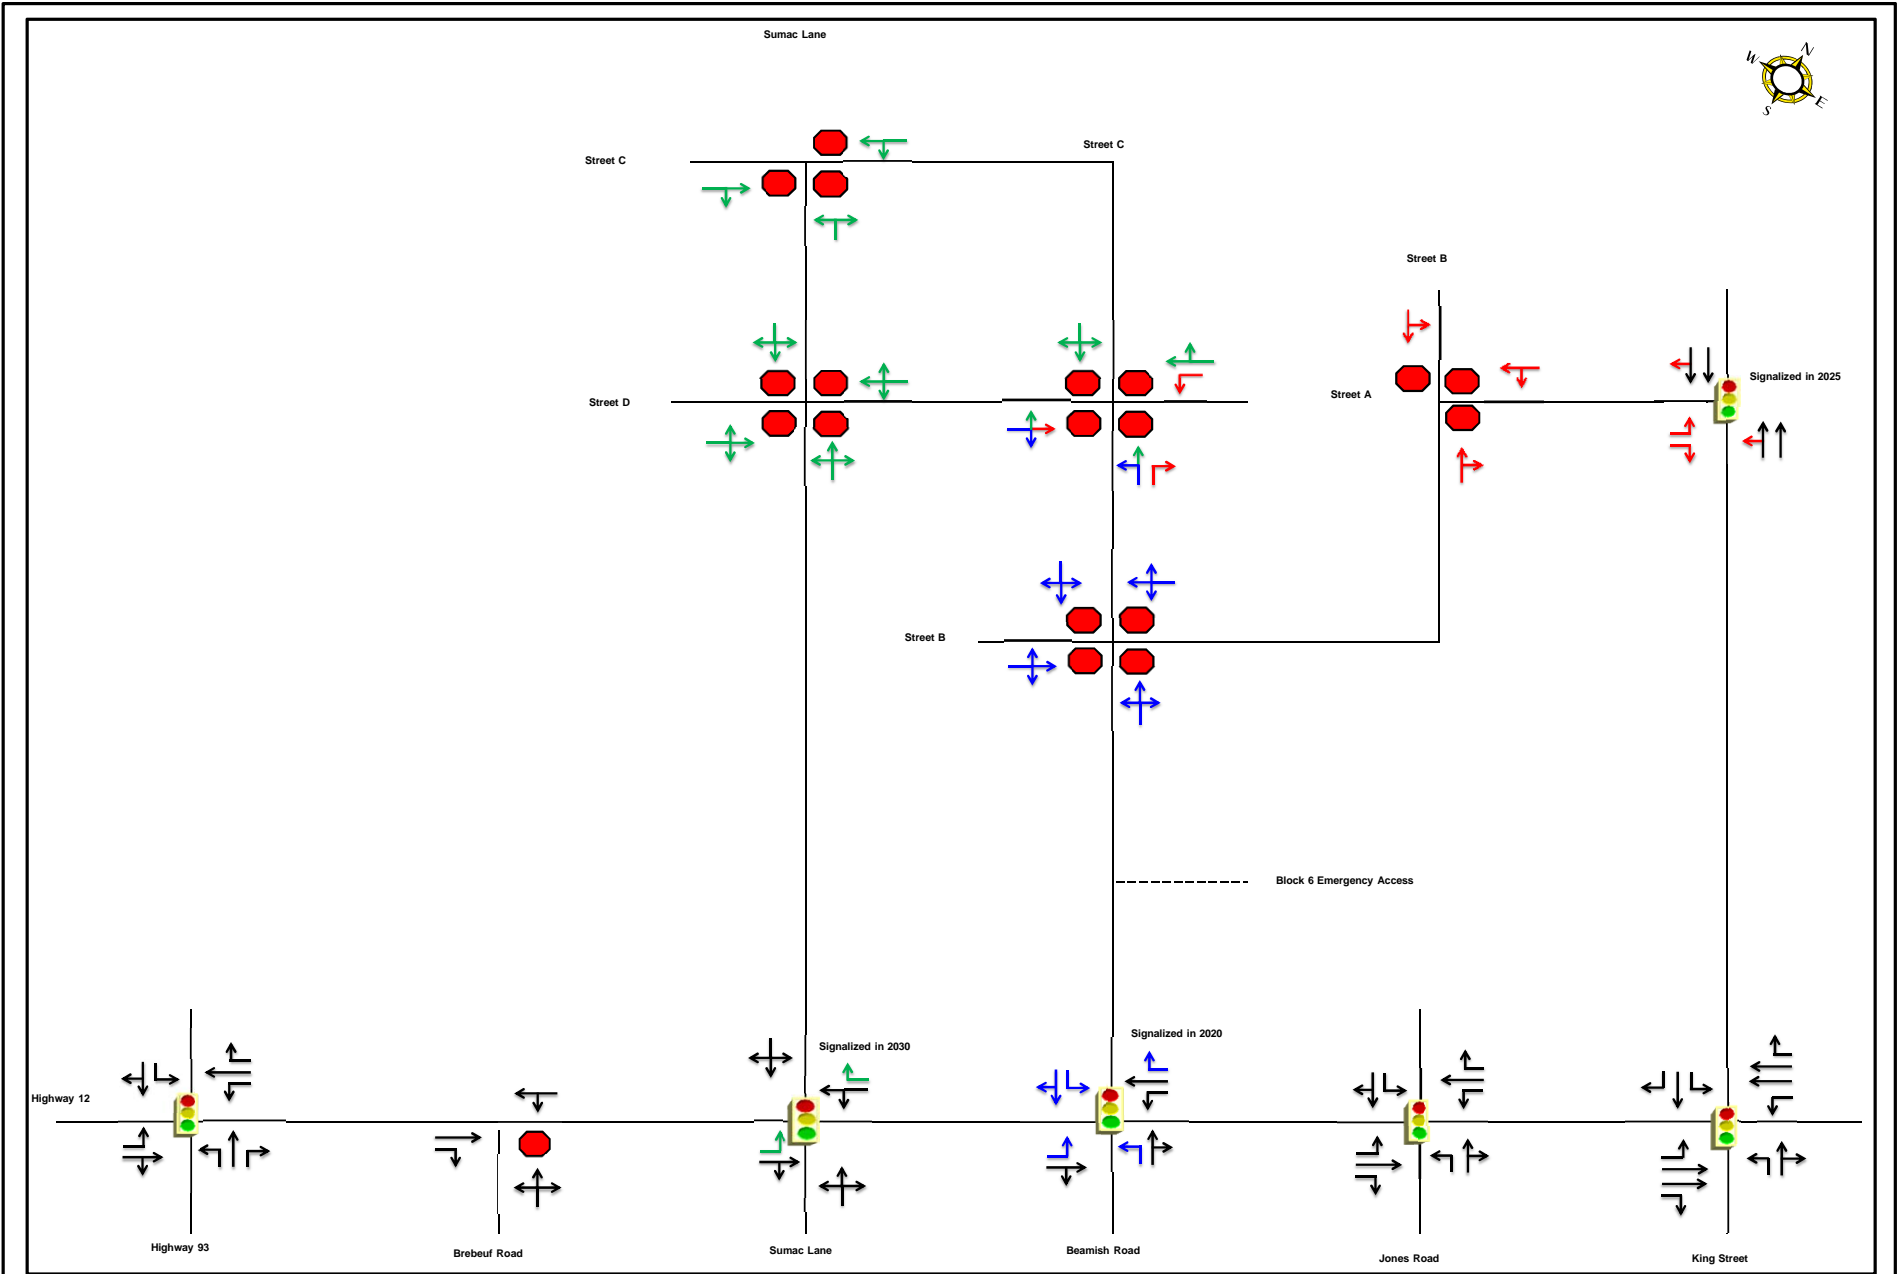 Sumac Lane
W
N
S
E
Street C
Street C
Street B
Signalized in 2025
Street A
Street D
Street B
Block 6 Emergency Access
Signalized in 2020
Signalized in 2030
Highway 12
Highway 93
Brebeuf Road
Sumac Lane
Beamish Road
Jones Road
King Street